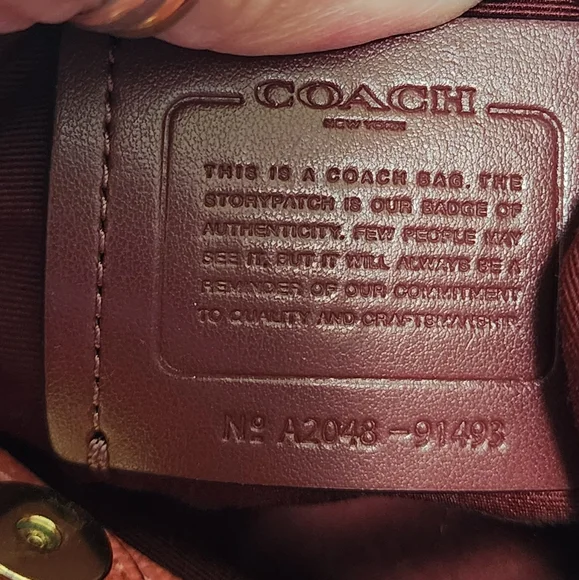 COACH
NEW YORK
THIS IS A COACH BAG. THE
STORYPATCH IS OUR BADGE OF
AUTHENTICITY. FEW PEOPLE MAY
SEE IT, BUT IT WILL ALWAYS BE A
REMINDER OF OUR COMMITMENT
TO QUALITY AND CRAFTSMANSHIP
Nº A2048-91493